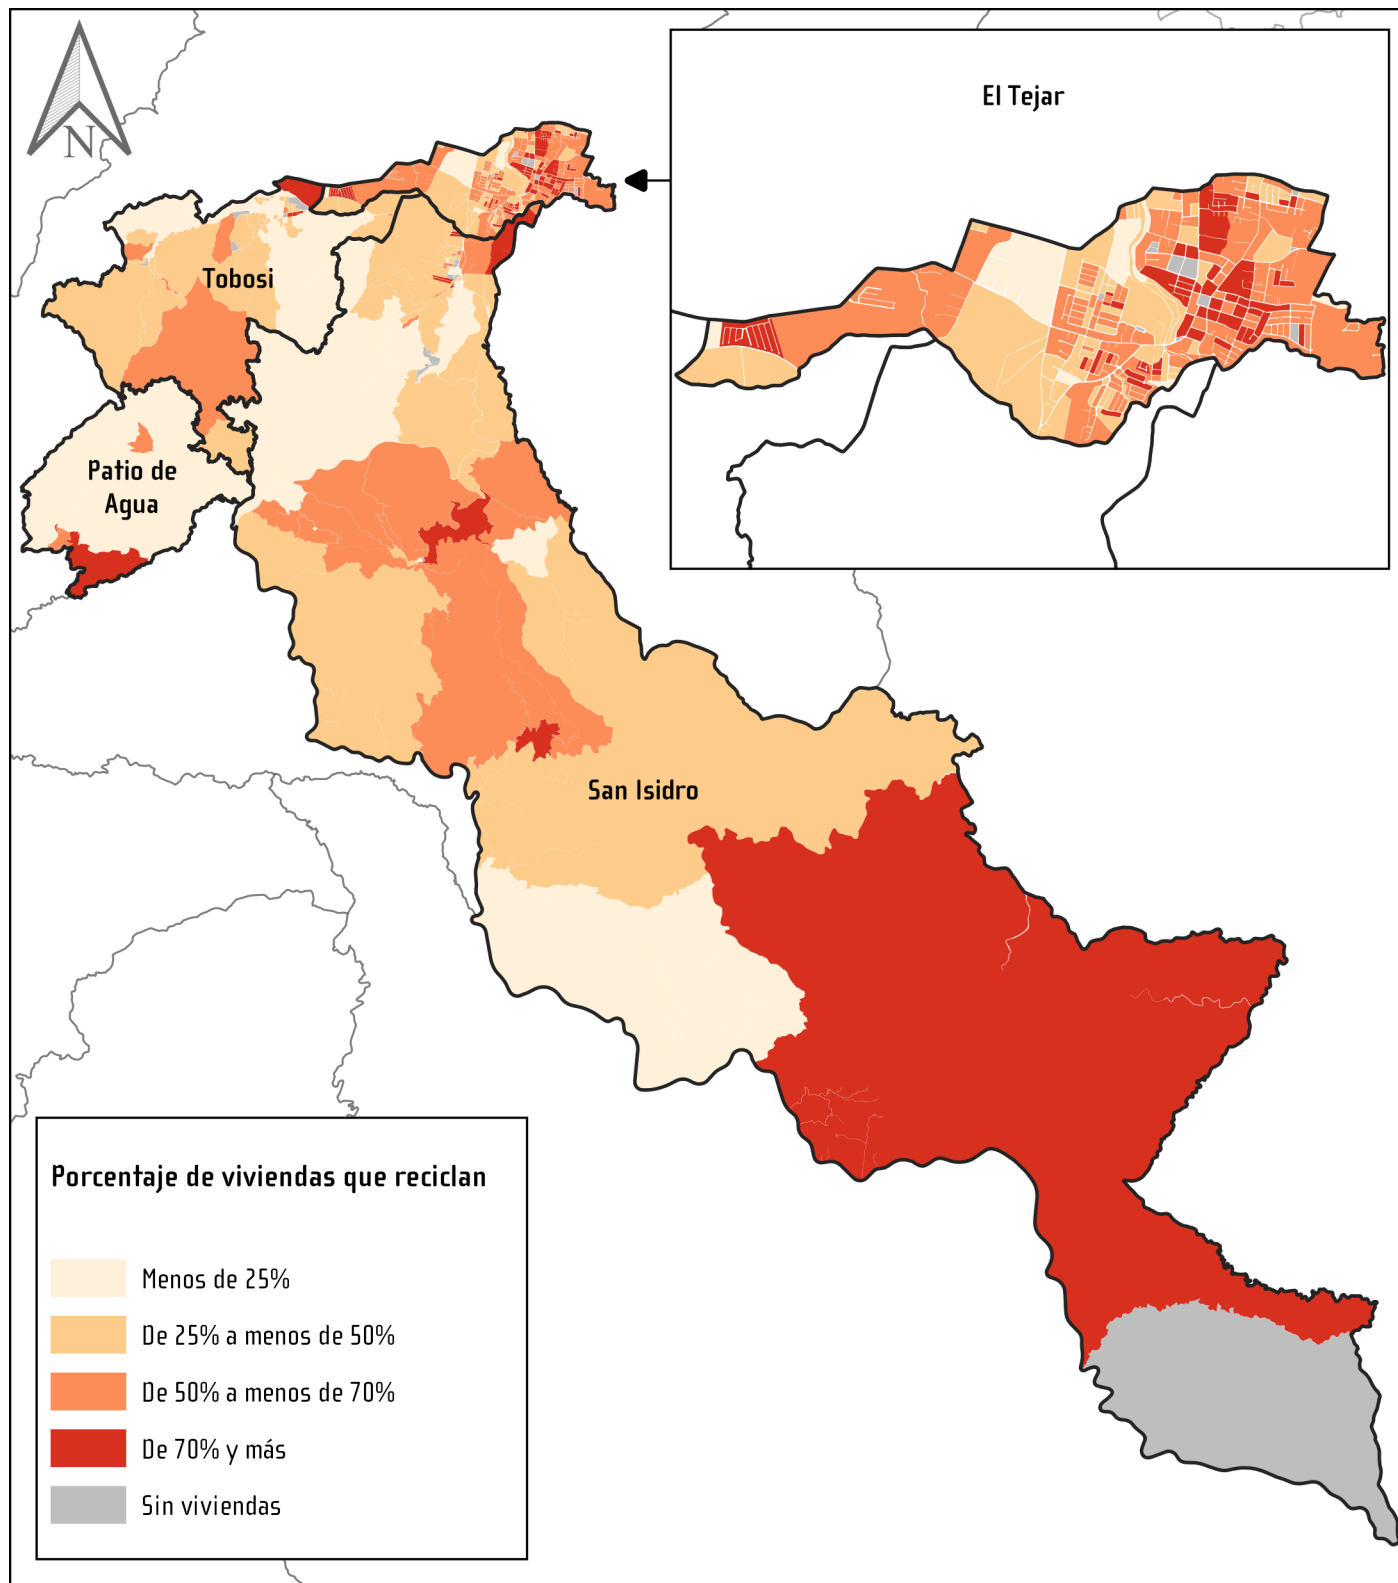 N
El Tejar
Tobosi
Patio de
Agua
San Isidro
Porcentaje de viviendas que reciclan
Menos de 25%
De 25% a menos de 50%
De 50% a menos de 70%
De 70% y más
Sin viviendas